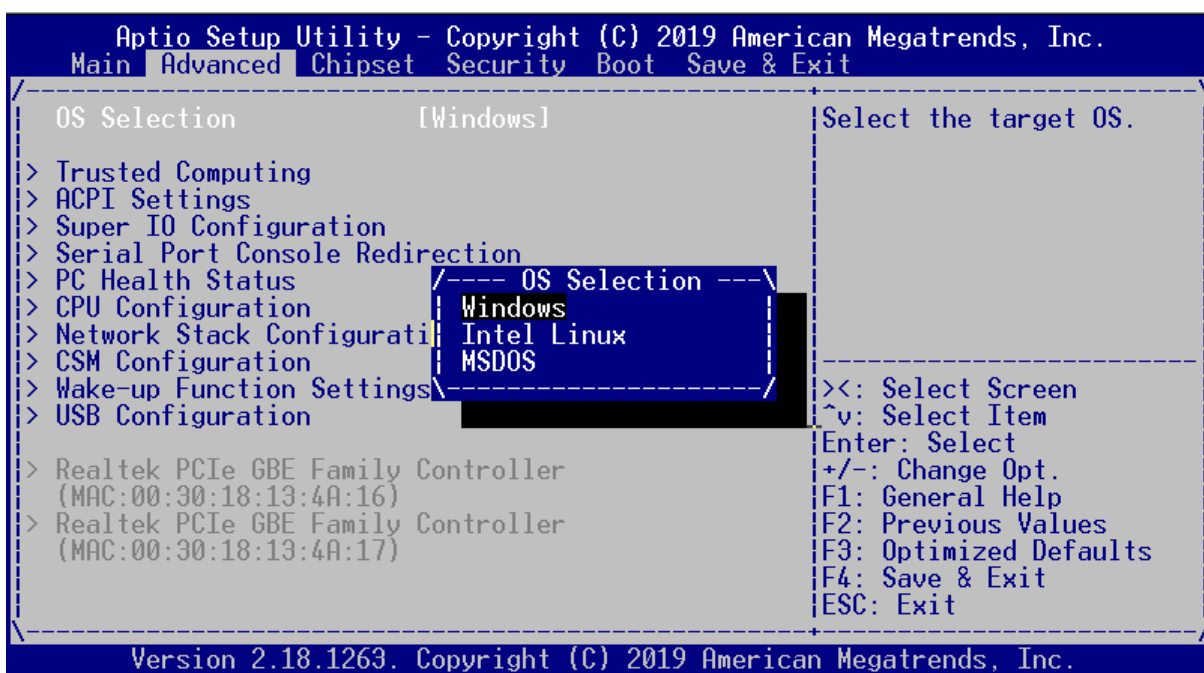 Aptio Setup Utility - Copyright (C) 2019 American Megatrends, Inc.
Main Advanced Chipset Security Boot Save & Exit
OS Selection [Windows]
> Trusted Computing
> ACPI Settings
> Super IO Configuration
> Serial Port Console Redirection
> PC Health Status
> CPU Configuration
> Network Stack Configurati
> CSM Configuration
> Wake-up Function Settings
> USB Configuration
> Realtek PCIe GBE Family Controller
(MAC:00:30:18:13:4A:16)
> Realtek PCIe GBE Family Controller
(MAC:00:30:18:13:4A:17)
OS Selection
Windows
Intel Linux
MSDOS
Select the target OS.
><: Select Screen
^v: Select Item
Enter: Select
+/-: Change Opt.
F1: General Help
F2: Previous Values
F3: Optimized Defaults
F4: Save & Exit
ESC: Exit
Version 2.18.1263. Copyright (C) 2019 American Megatrends, Inc.